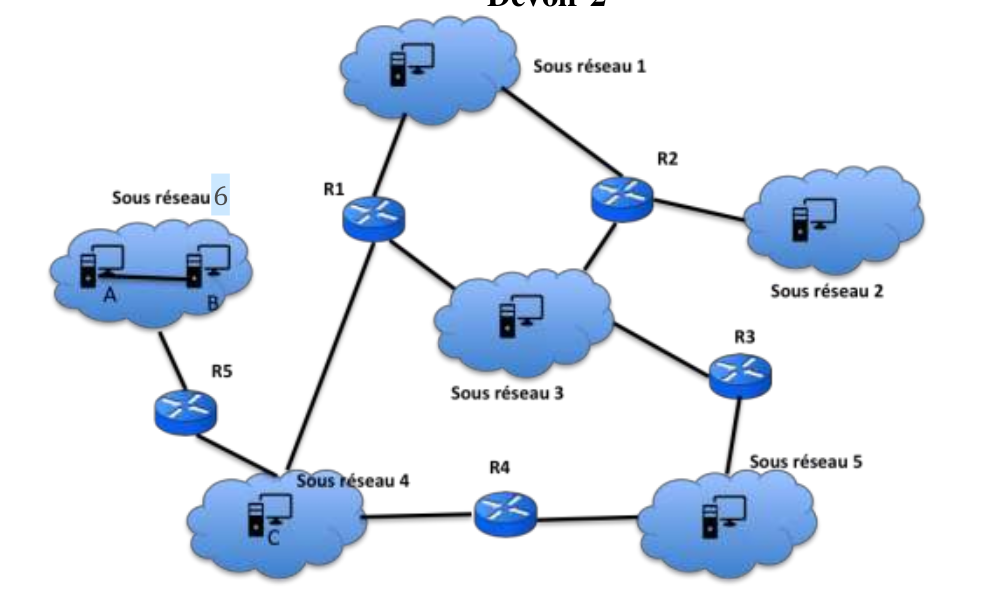 Devoir 2
Sous réseau 1
R2
R1
Sous réseau 6
A
B
Sous réseau 2
R3
R5
Sous réseau 3
Sous réseau 5
R4
Sous réseau 4
C